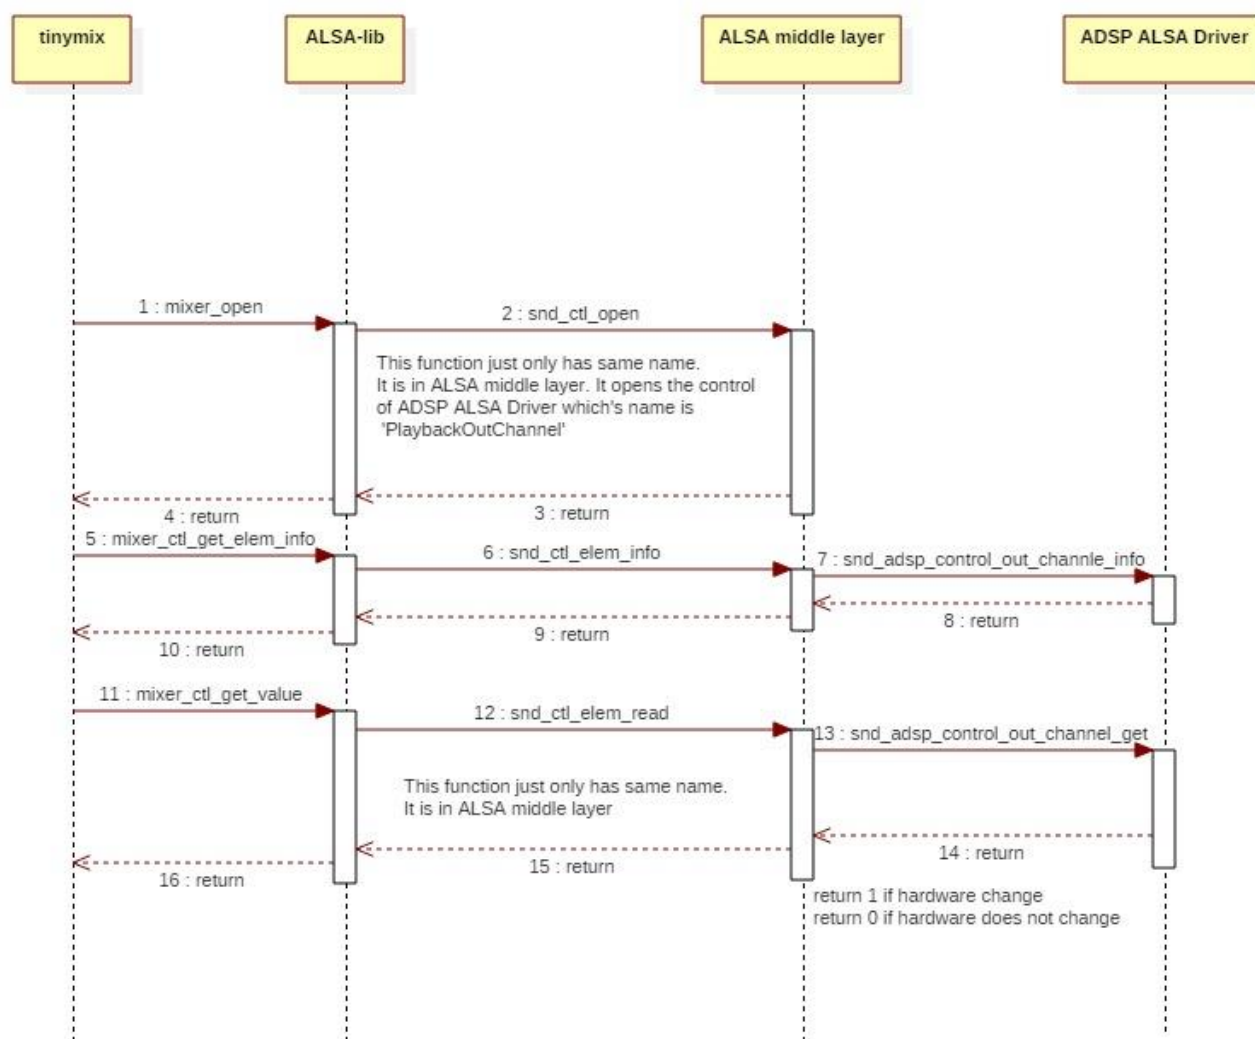 tinymix
ALSA-lib
ALSA middle layer
ADSP ALSA Driver
1 : mixer_open
2 : snd_ctl_open
This function just only has same name.
It is in ALSA middle layer. It opens the control
of ADSP ALSA Driver which's name is
'PlaybackOutChannel'
3 : return
4 : return
5 : mixer_ctl_get_elem_info
6 : snd_ctl_elem_info
7 : snd_adsp_control_out_channle_info
8 : return
9 : return
10 : return
11 : mixer_ctl_get_value
12 : snd_ctl_elem_read
13 : snd_adsp_control_out_channel_get
This function just only has same name.
It is in ALSA middle layer
14 : return
15 : return
16 : return
return 1 if hardware change
return 0 if hardware does not change